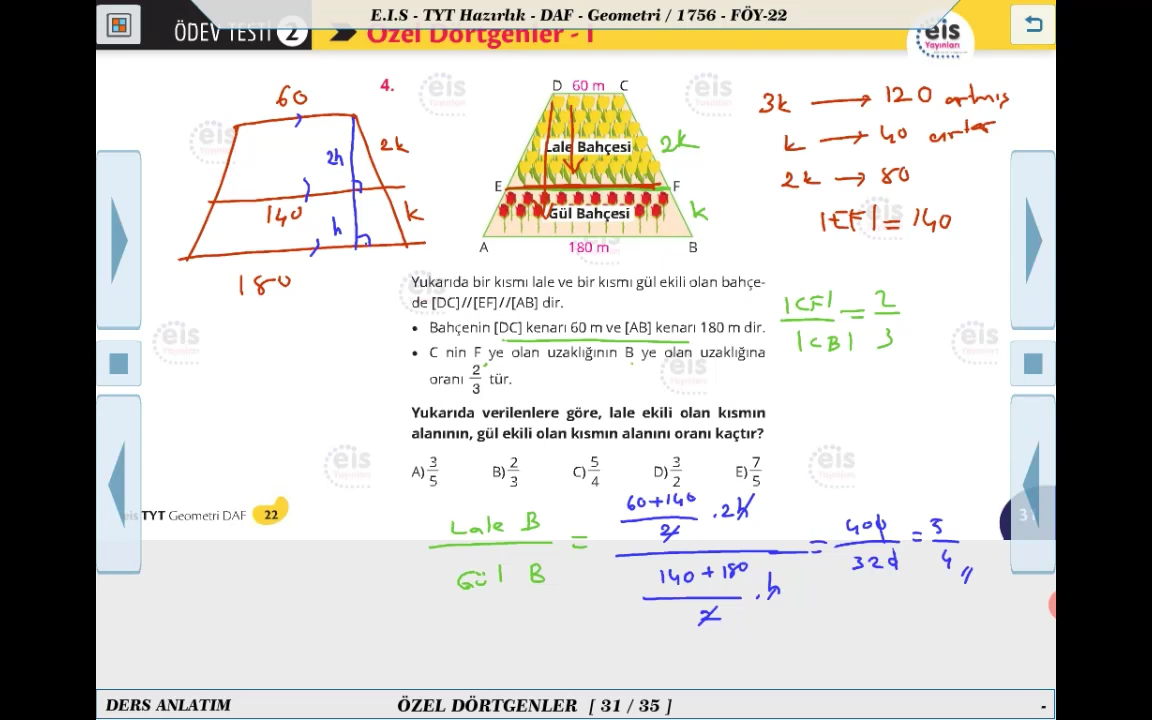 E.I.S - TYT Hazırlık - DAF - Geometri / 1756 - FÖY-22
ÖDEV TESTİ 2
Özel Dörtgenler - I
eis
Yayınları
4.
D 60 m C
Lale Bahçesi
2k
E F
Gül Bahçesi
k
A 180 m B
60
2h 2k
140 h k
180
3k → 120 artmış
k → 40 artar
2k → 80
|EF| = 140
Yukarıda bir kısmı lale ve bir kısmı gül ekili olan bahçe-
de [DC]//[EF]//[AB] dir.
• Bahçenin [DC] kenarı 60 m ve [AB] kenarı 180 m dir.
• C nin F ye olan uzaklığının B ye olan uzaklığına
oranı 2/3 tür.
|CF| / |CB| = 2/3
Yukarıda verilenlere göre, lale ekili olan kısmın
alanının, gül ekili olan kısmın alanını oranı kaçtır?
A) 3/5 B) 2/3 C) 5/4 D) 3/2 E) 7/5
eis TYT Geometri DAF 22
31
Lale B / Gül B = (60+140)/2 . 2h / (140+180)/2 . h = 400/320 = 5/4 //
DERS ANLATIM
ÖZEL DÖRTGENLER [ 31 / 35 ]
-